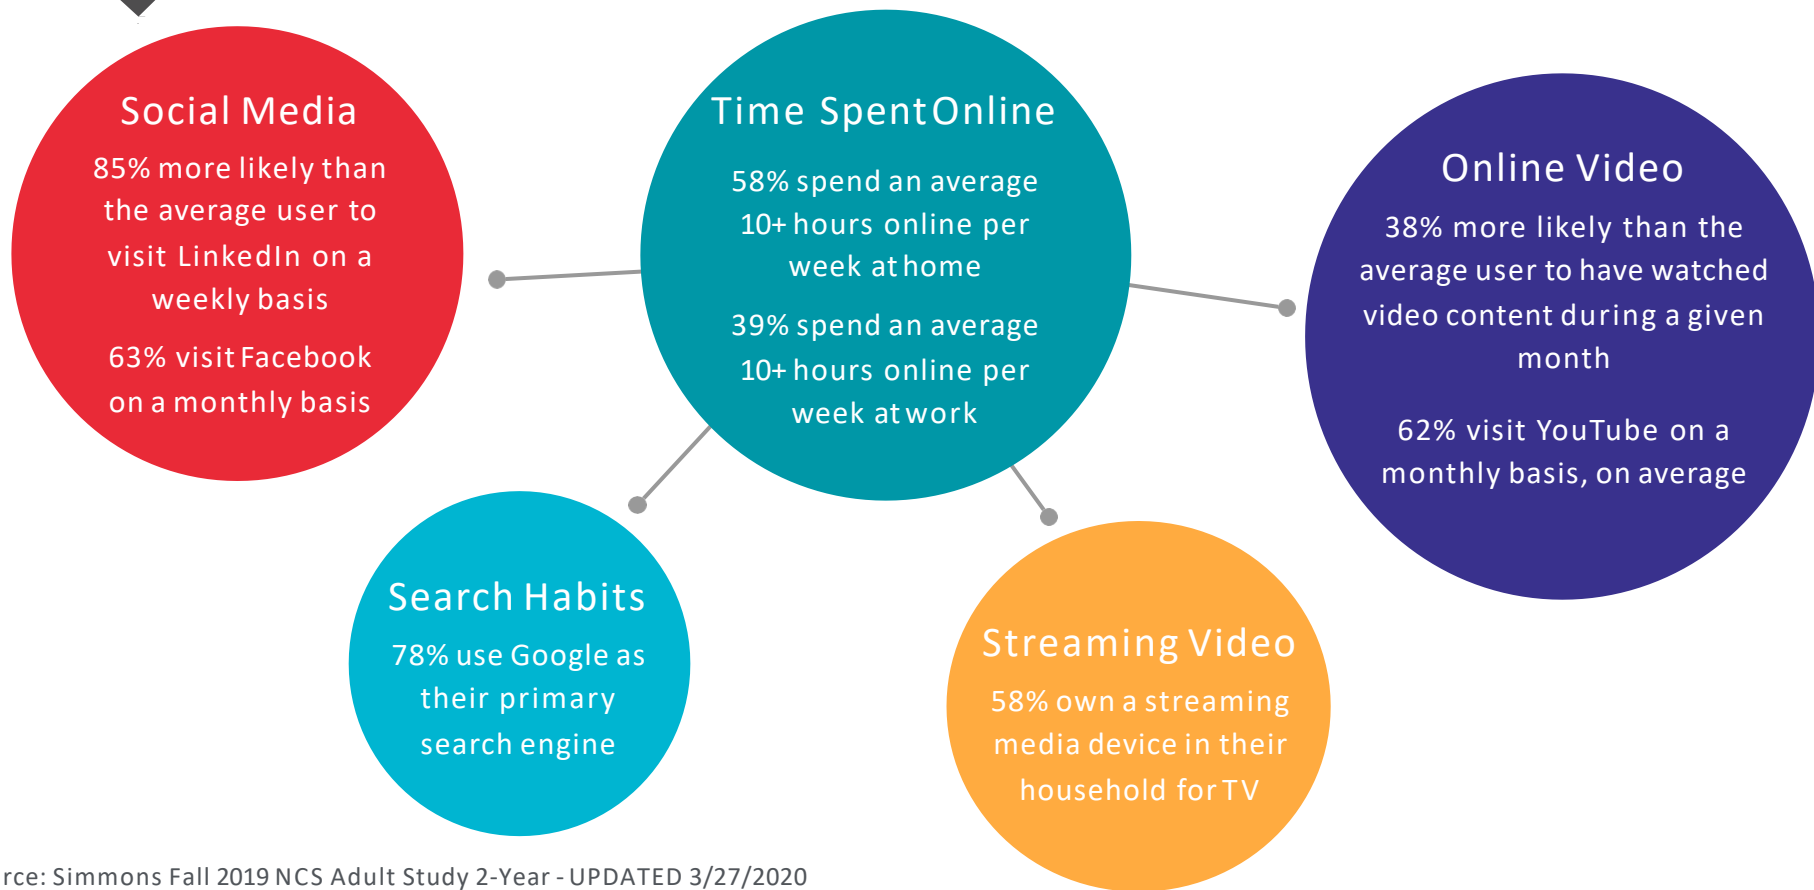 Social Media
85% more likely than
the average user to
visit LinkedIn on a
weekly basis
63% visit Facebook
on a monthly basis
Time Spent Online
58% spend an average
10+ hours online per
week at home
39% spend an average
10+ hours online per
week at work
Online Video
38% more likely than the
average user to have watched
video content during a given
month
62% visit YouTube on a
monthly basis, on average
Search Habits
78% use Google as
their primary
search engine
Streaming Video
58% own a streaming
media device in their
household for TV
rce: Simmons Fall 2019 NCS Adult Study 2-Year - UPDATED 3/27/2020